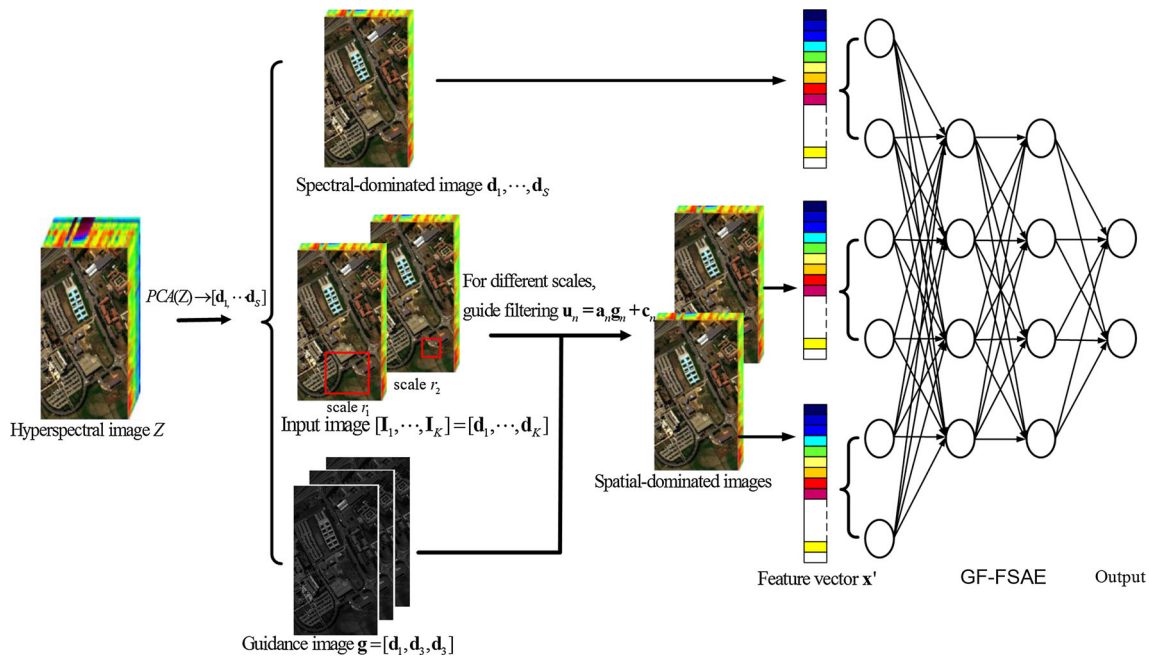 Spectral-dominated image d₁,⋯,d_S
PCA(Z)→[d₁,⋯d_S]
Hyperspectral image Z
scale r₁
scale r₂
Input image [I₁,⋯,I_K]=[d₁,⋯,d_K]
For different scales,
guide filtering uₙ = aₙgₙ + cₙ
Spatial-dominated images
Guidance image g=[d₁,d₃,d₃]
Feature vector x'
GF-FSAE
Output